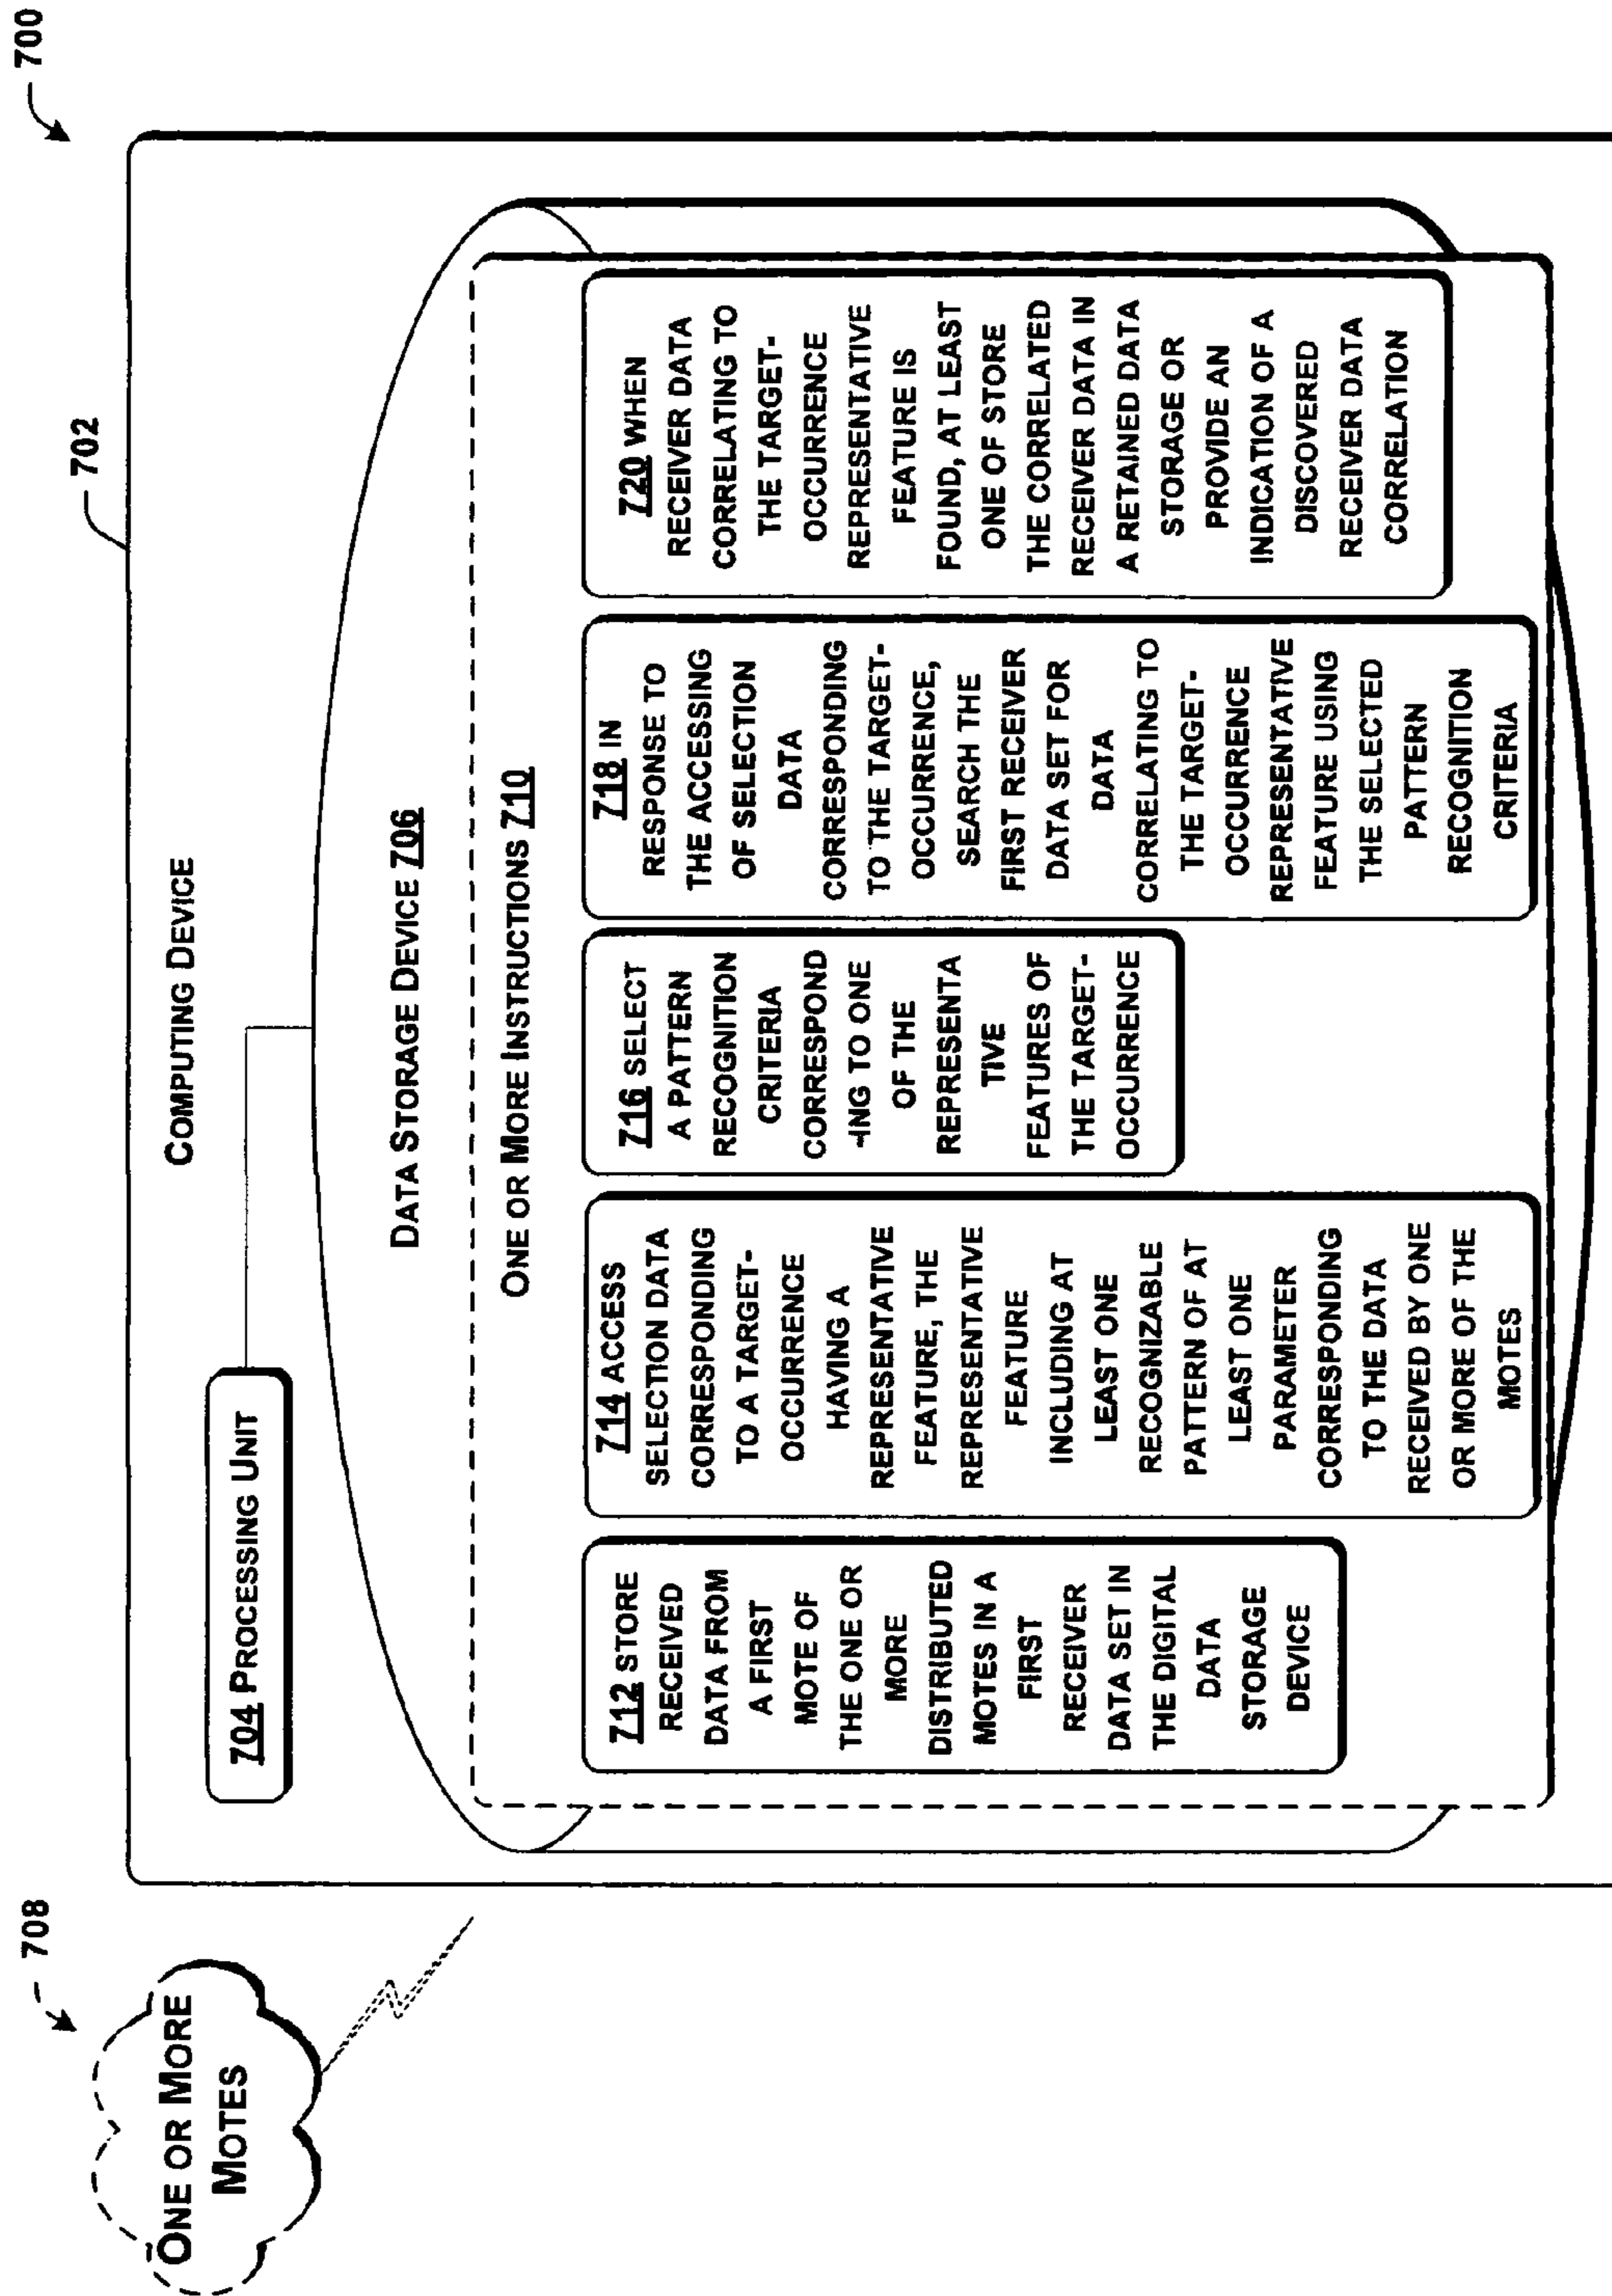 700
702
708
ONE OR MORE
MOTES
COMPUTING DEVICE
704 PROCESSING UNIT
DATA STORAGE DEVICE 706
ONE OR MORE INSTRUCTIONS 710
712 STORE
RECEIVED
DATA FROM
A FIRST
MOTE OF
THE ONE OR
MORE
DISTRIBUTED
MOTES IN A
FIRST
RECEIVER
DATA SET IN
THE DIGITAL
DATA
STORAGE
DEVICE
714 ACCESS
SELECTION DATA
CORRESPONDING
TO A TARGET-
OCCURRENCE
HAVING A
REPRESENTATIVE
FEATURE, THE
REPRESENTATIVE
FEATURE
INCLUDING AT
LEAST ONE
RECOGNIZABLE
PATTERN OF AT
LEAST ONE
PARAMETER
CORRESPONDING
TO THE DATA
RECEIVED BY ONE
OR MORE OF THE
MOTES
716 SELECT
A PATTERN
RECOGNITION
CRITERIA
CORRESPOND
-ING TO ONE
OF THE
REPRESENTA
TIVE
FEATURES OF
THE TARGET-
OCCURRENCE
718 IN
RESPONSE TO
THE ACCESSING
OF SELECTION
DATA
CORRESPONDING
TO THE TARGET-
OCCURRENCE,
SEARCH THE
FIRST RECEIVER
DATA SET FOR
DATA
CORRELATING TO
THE TARGET-
OCCURRENCE
REPRESENTATIVE
FEATURE USING
THE SELECTED
PATTERN
RECOGNITION
CRITERIA
720 WHEN
RECEIVER DATA
CORRELATING TO
THE TARGET-
OCCURRENCE
REPRESENTATIVE
FEATURE IS
FOUND, AT LEAST
ONE OF STORE
THE CORRELATED
RECEIVER DATA IN
A RETAINED DATA
STORAGE OR
PROVIDE AN
INDICATION OF A
DISCOVERED
RECEIVER DATA
CORRELATION